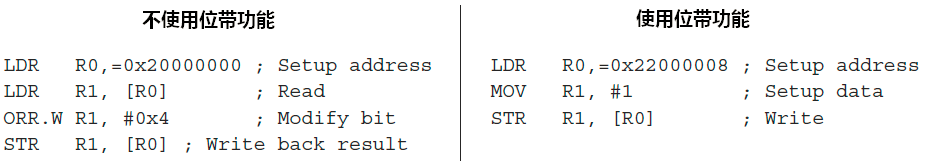 不使用位带功能
LDR R0,=0x20000000 ; Setup address
LDR R1, [R0] ; Read
ORR.W R1, #0x4 ; Modify bit
STR R1, [R0] ; Write back result
使用位带功能
LDR R0,=0x22000008 ; Setup address
MOV R1, #1 ; Setup data
STR R1, [R0] ; Write